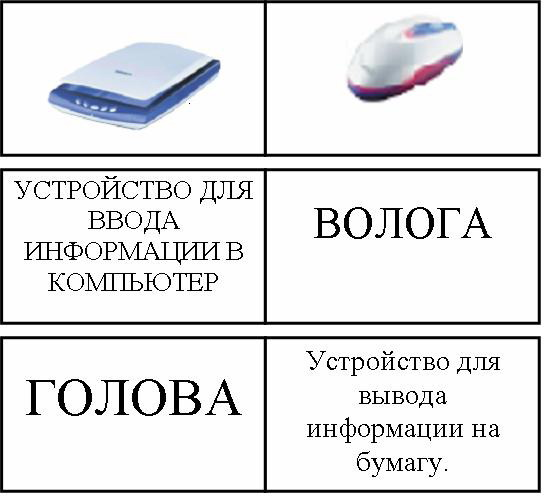 УСТРОЙСТВО ДЛЯ
ВВОДА
ИНФОРМАЦИИ В
КОМПЬЮТЕР
ВОЛОГА
ГОЛОВА
Устройство для
вывода
информации на
бумагу.